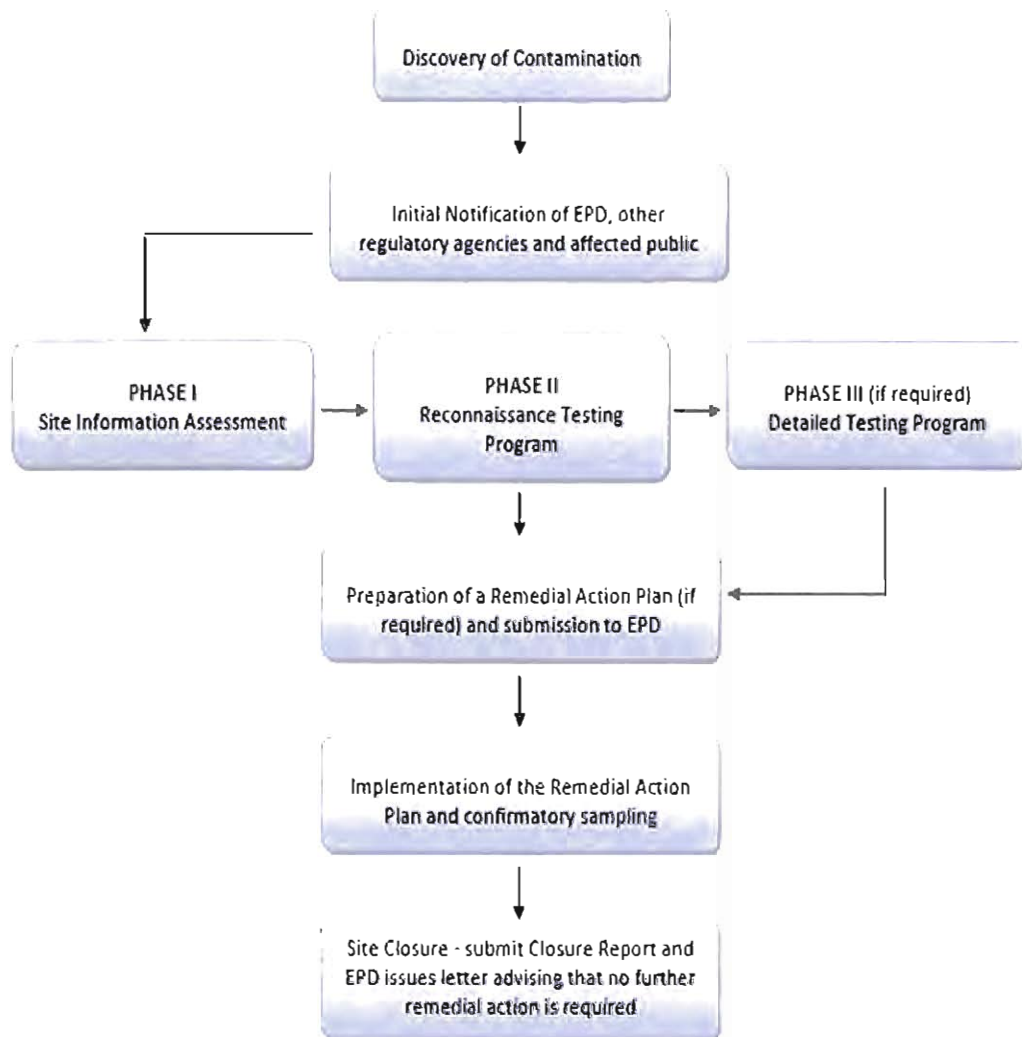 Discovery of Contamination
Initial Notification of EPD, other
regulatory agencies and affected public
PHASE I
Site Information Assessment
PHASE II
Reconnaissance Testing
Program
PHASE III (if required)
Detailed Testing Program
Preparation of a Remedial Action Plan (if
required) and submission to EPD
Implementation of the Remedial Action
Plan and confirmatory sampling
Site Closure - submit Closure Report and
EPD issues letter advising that no further
remedial action is required